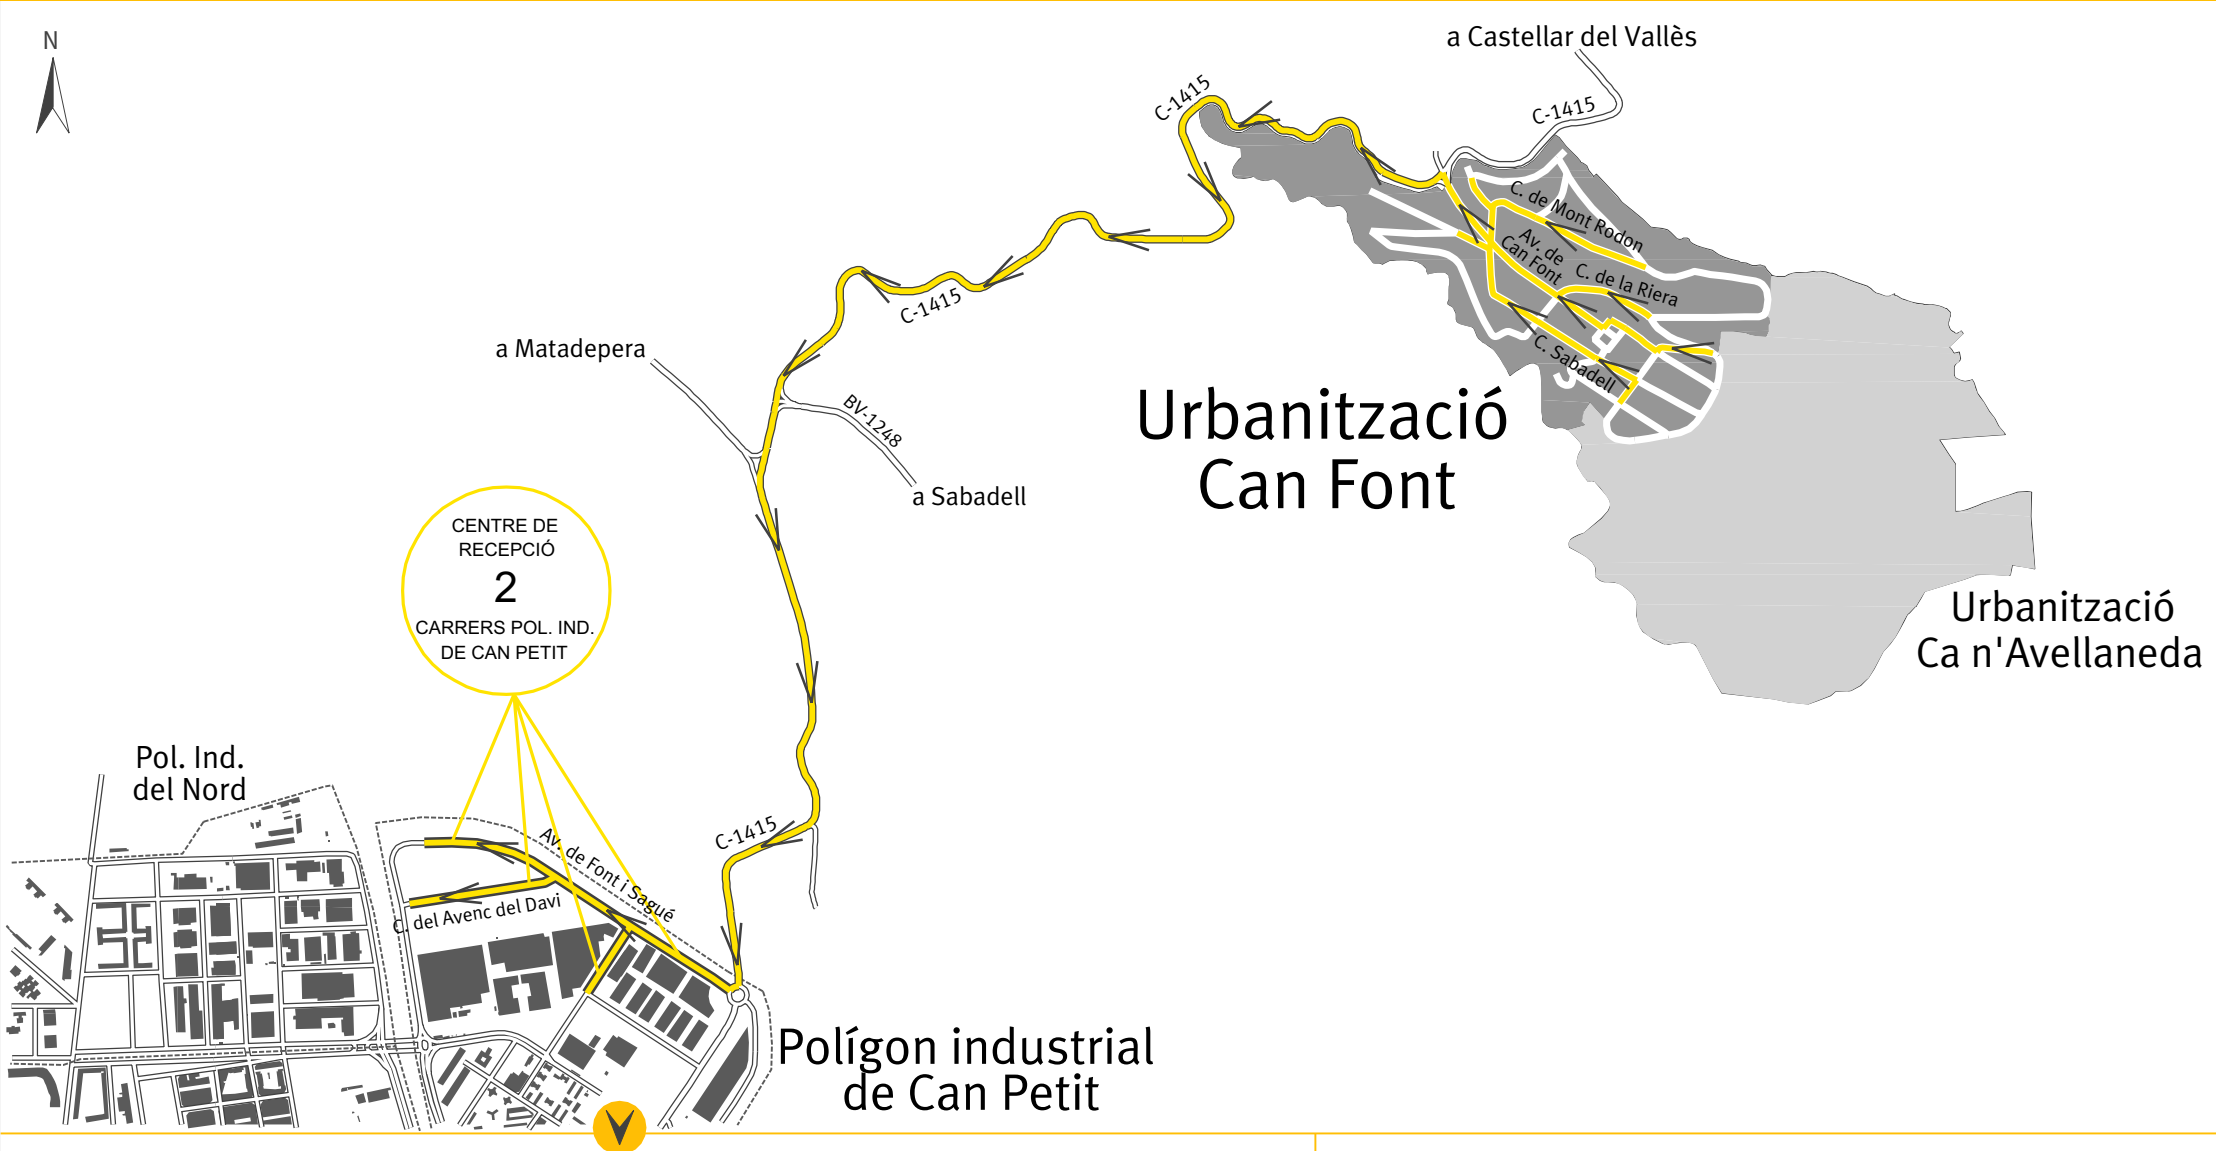 N
a Castellar del Vallès
C-1415
C-1415
C. de Mont Rodon
Av. de
Can Font
C. de la Riera
C. Sabadell
C-1415
a Matadepera
BV-1248
a Sabadell
Urbanització
Can Font
CENTRE DE
RECEPCIÓ
2
CARRERS POL. IND.
DE CAN PETIT
Urbanització
Ca n'Avellaneda
Pol. Ind.
del Nord
C-1415
Av. de Font i Sagué
C. del Avenc del Davi
Polígon industrial
de Can Petit